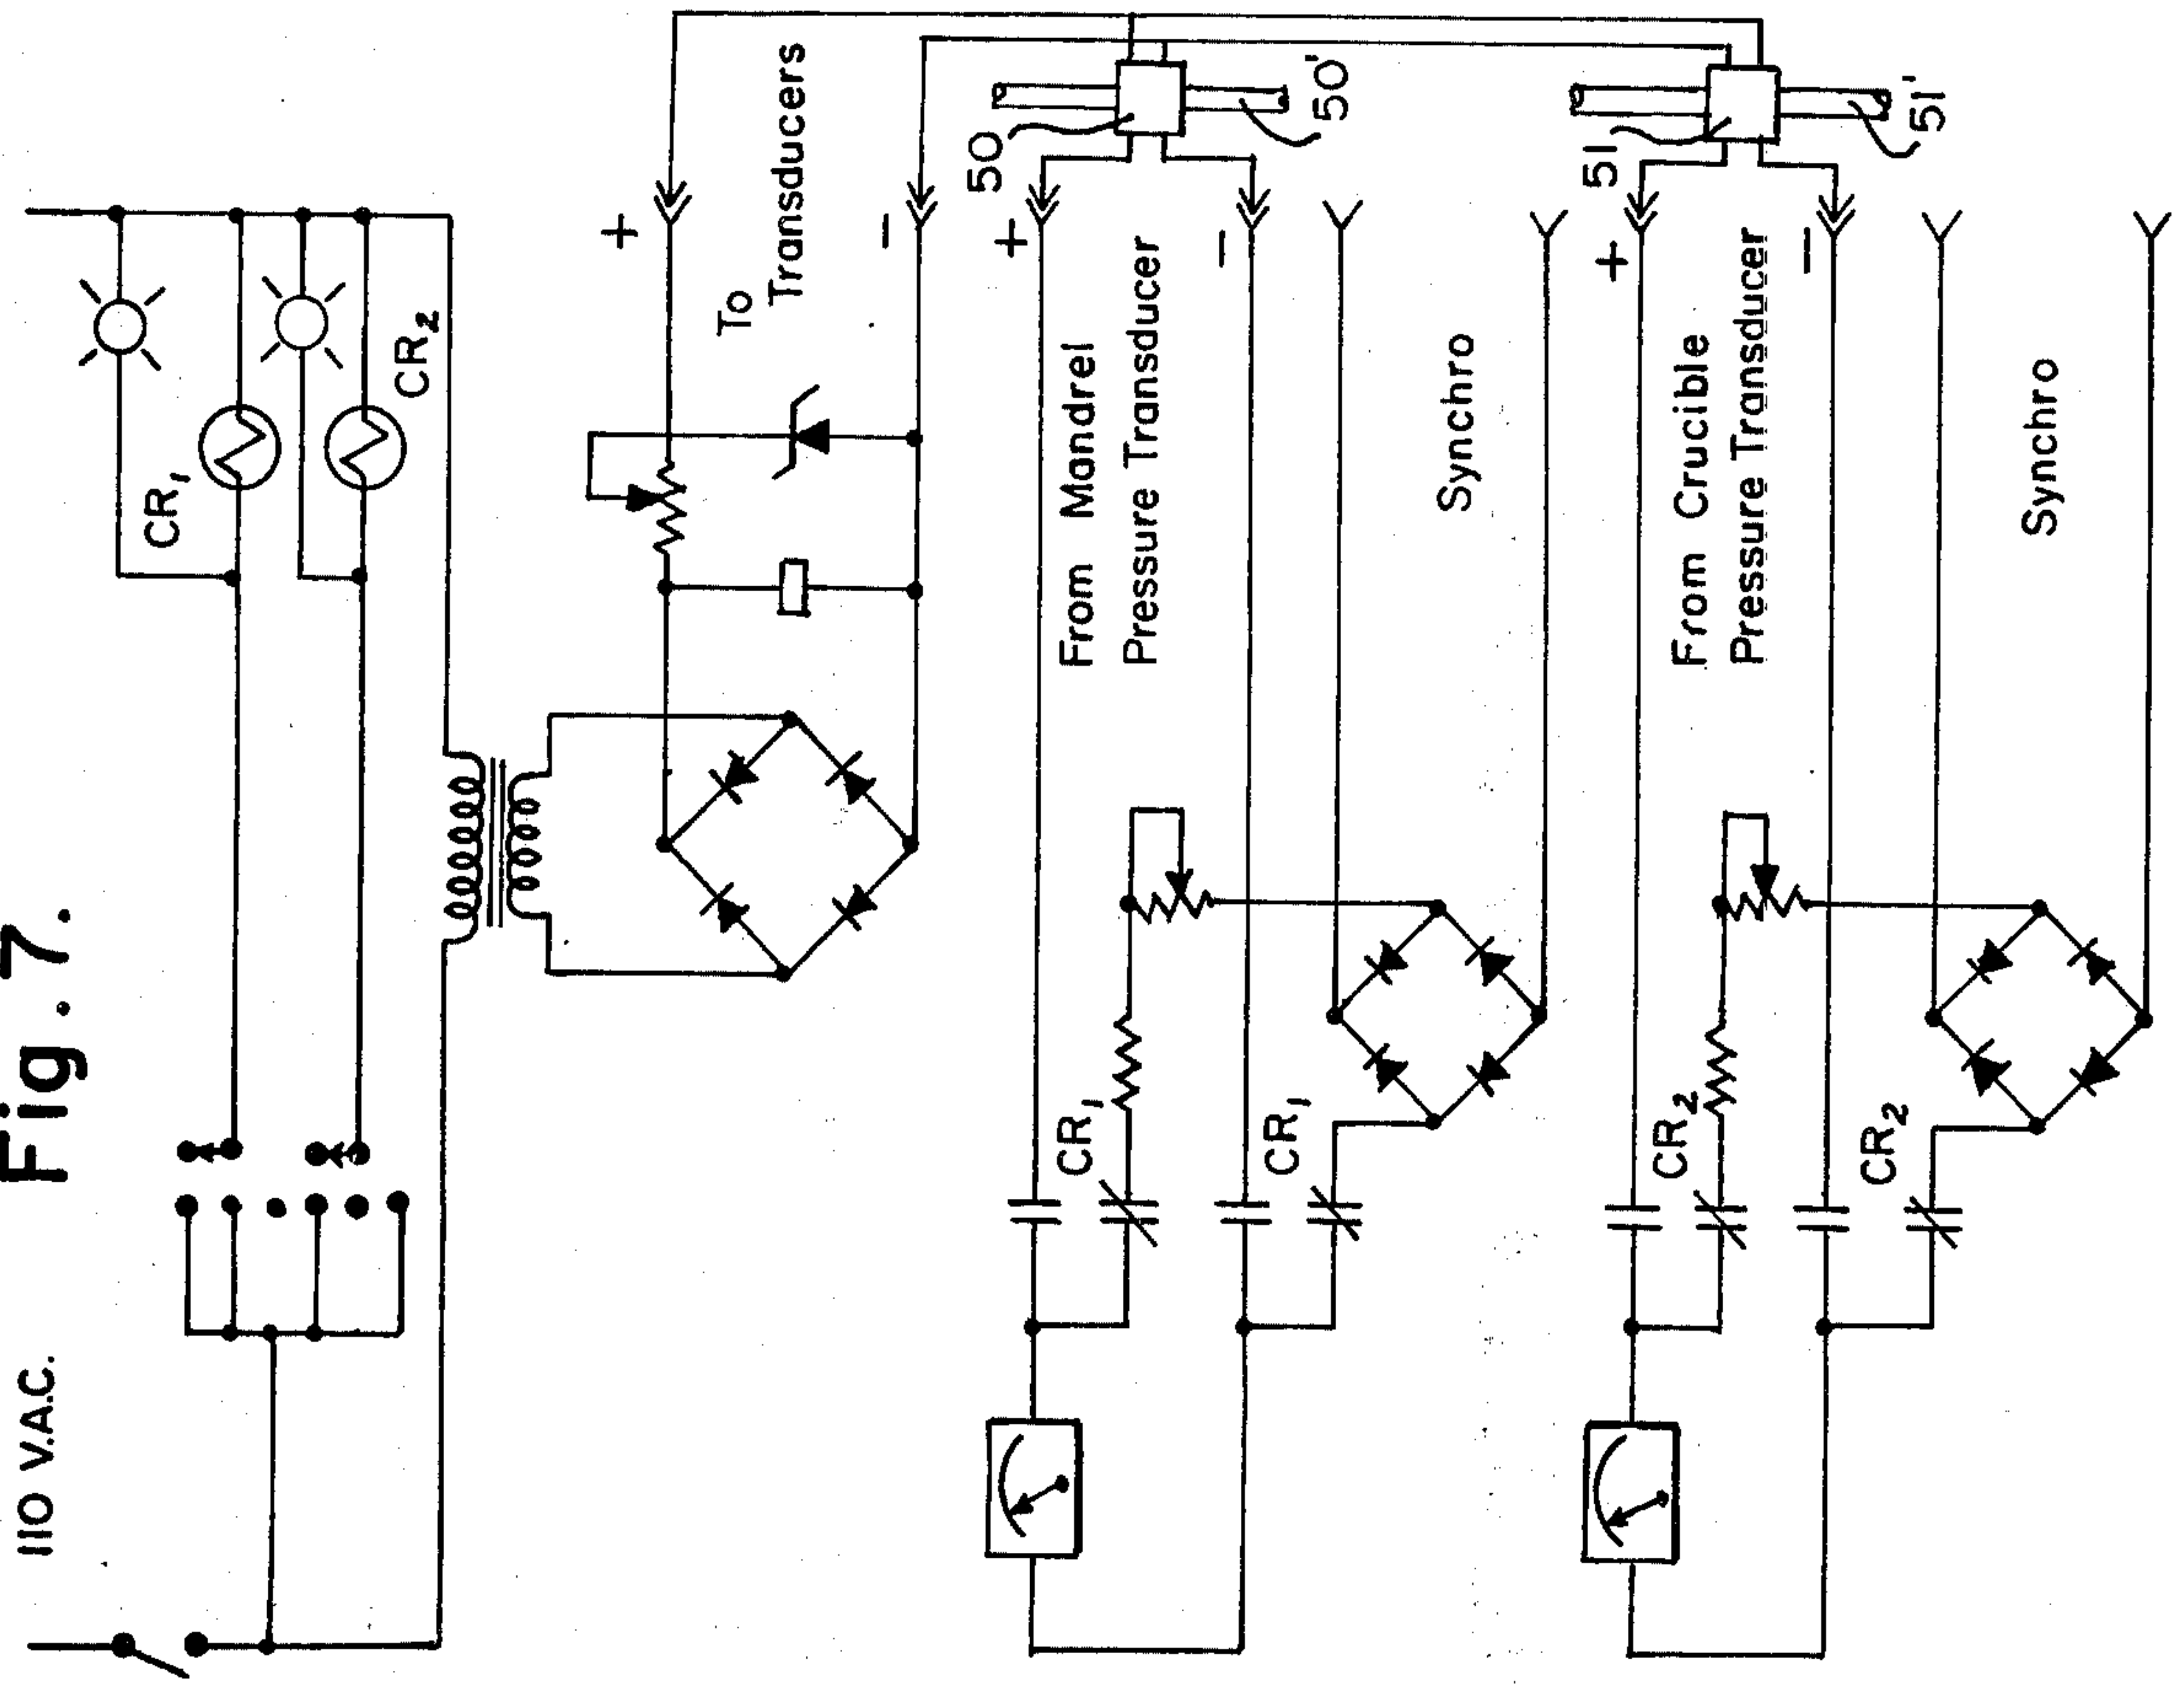 Fig. 7.
110 V.A.C.
CR1
CR2
+
To
Transducers
-
50
50'
+
From Mandrel
Pressure Transducer
-
CR1
CR1
Synchro
51
51'
+
From Crucible
Pressure Transducer
-
CR2
CR2
Synchro